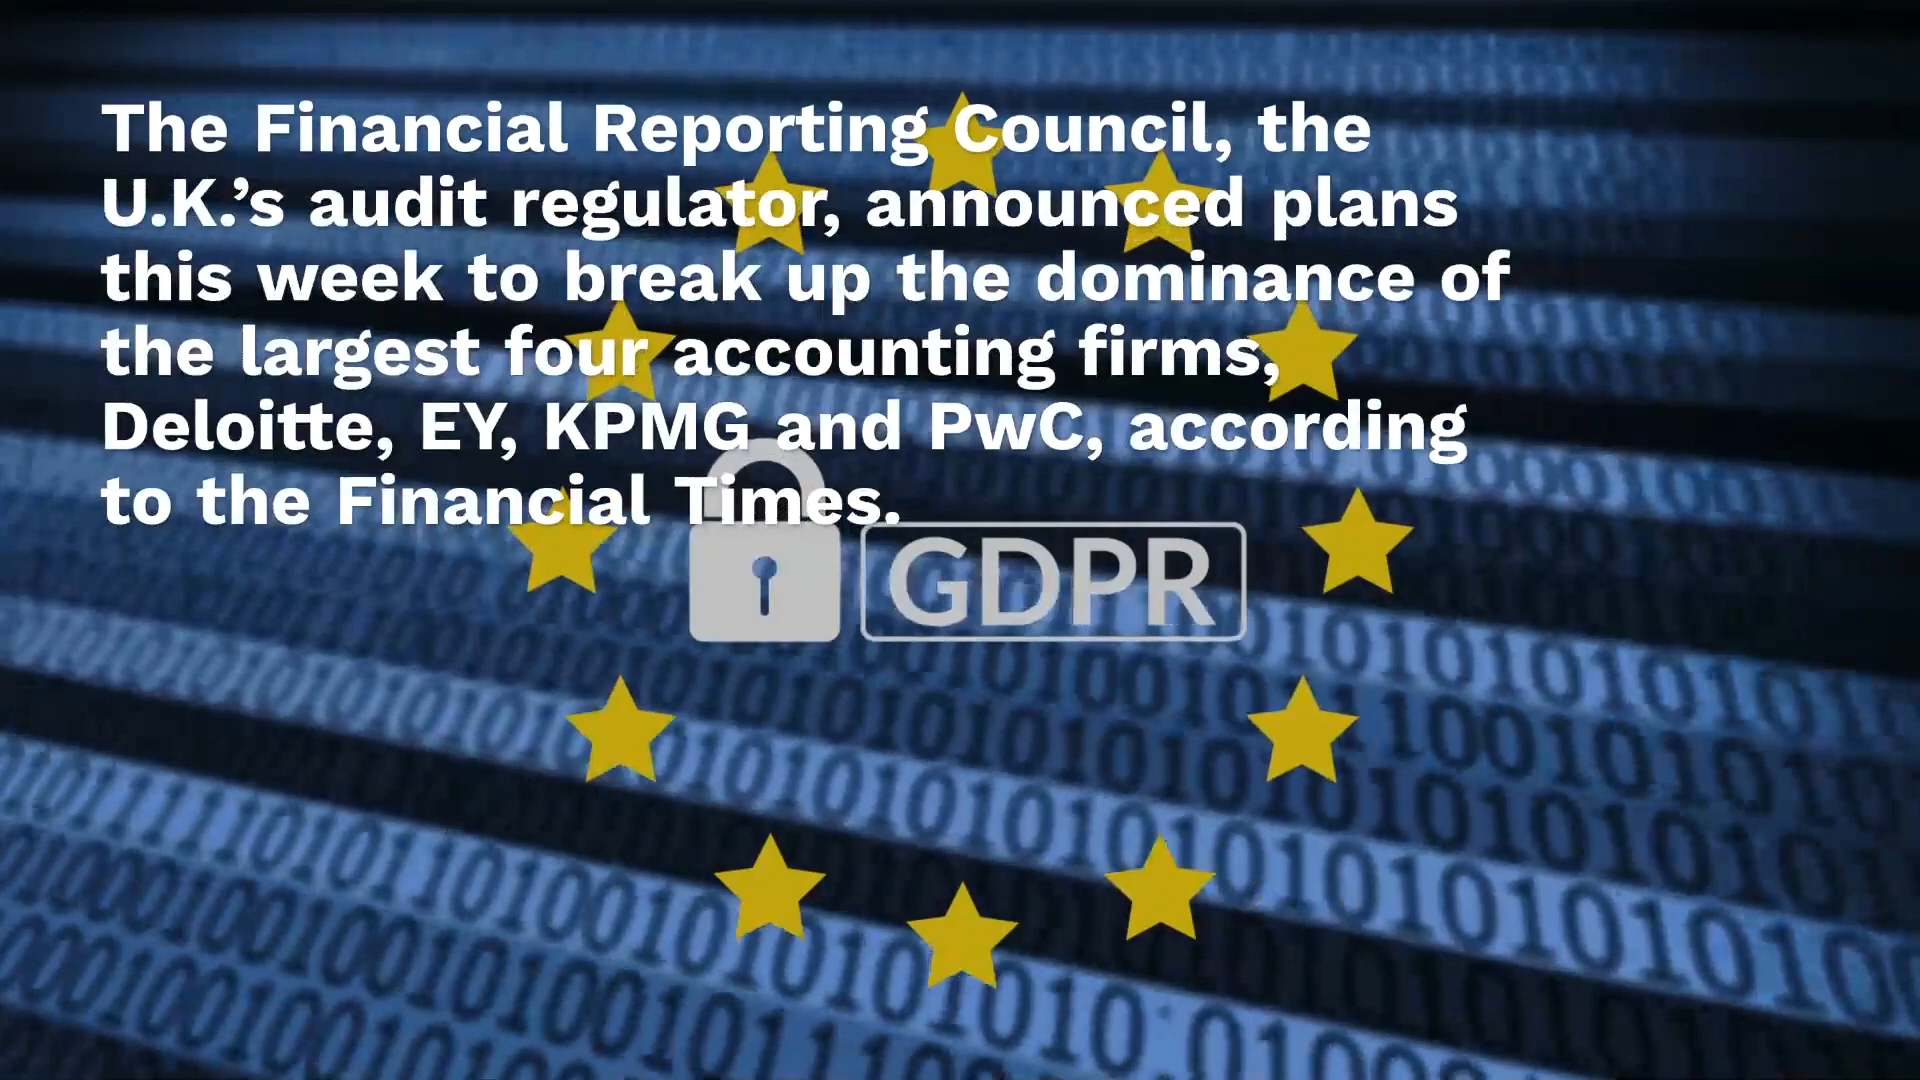 The Financial Reporting Council, the
U.K.’s audit regulator, announced plans
this week to break up the dominance of
the largest four accounting firms,
Deloitte, EY, KPMG and PwC, according
to the Financial Times.
GDPR